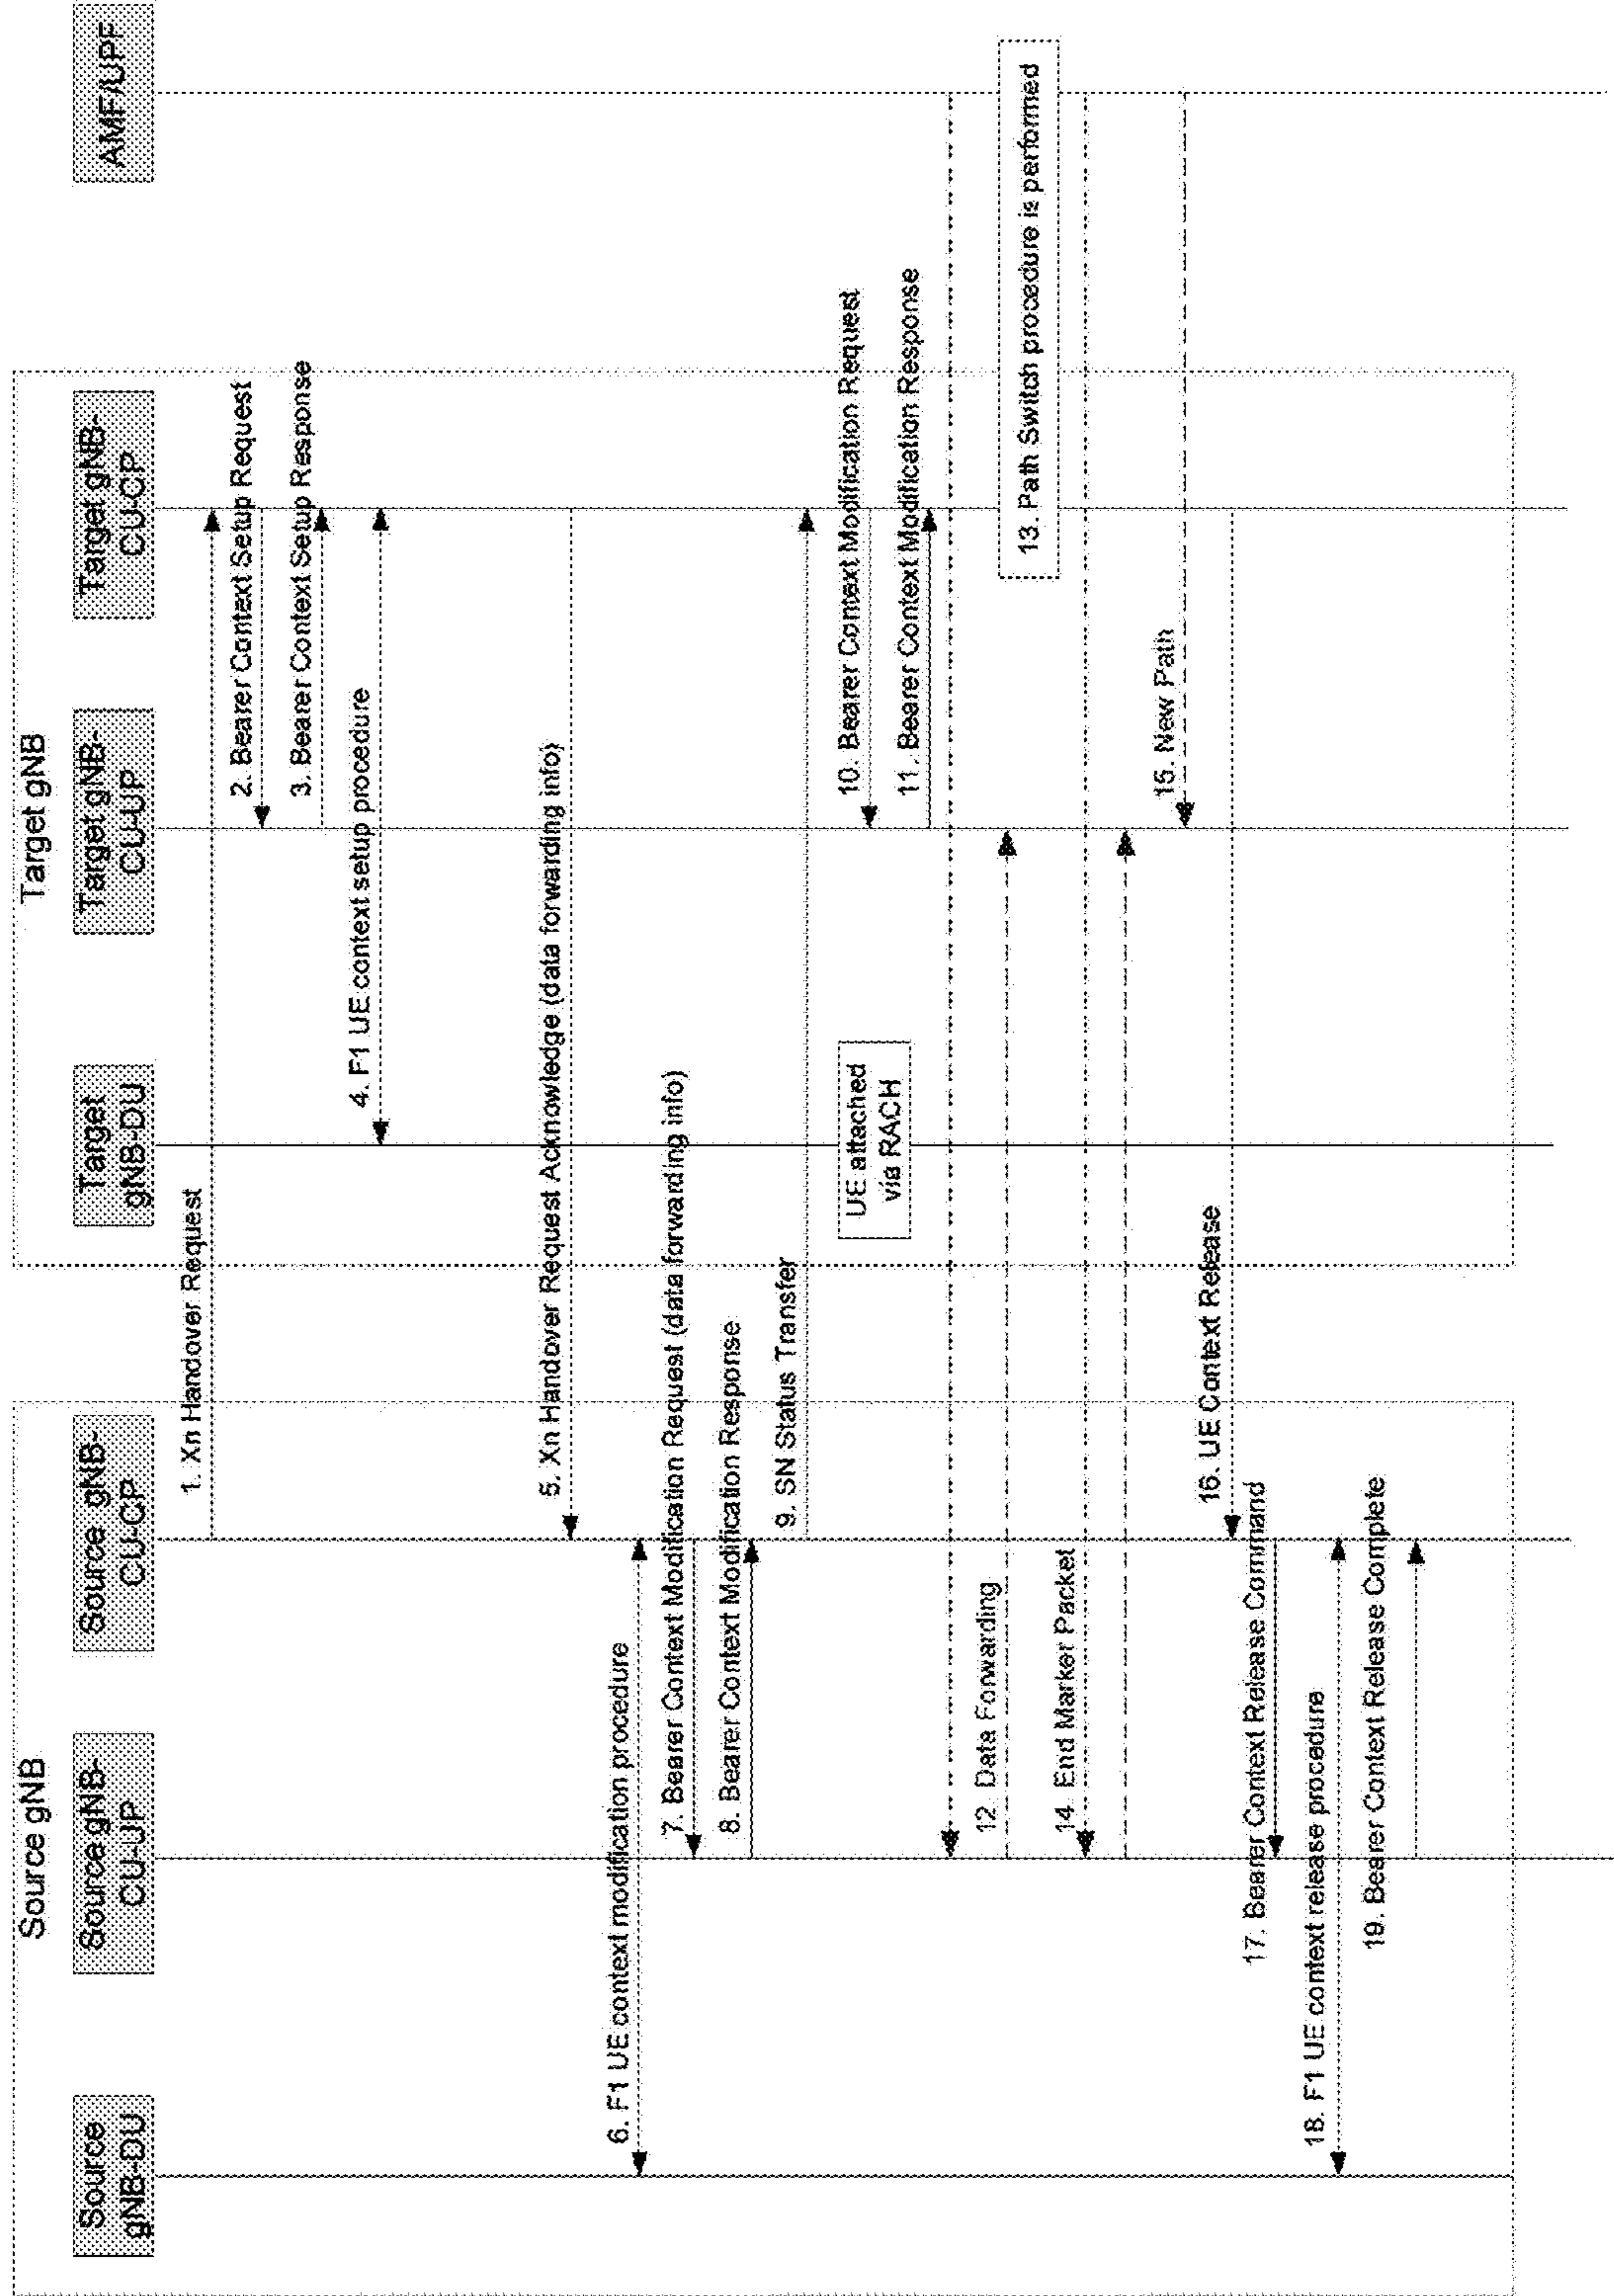 Source gNB
Target gNB
Source
gNB-DU
Source gNB-
CU-UP
Source gNB-
CU-CP
Target
gNB-DU
Target gNB-
CU-UP
Target gNB-
CU-CP
AMF/UPF
1. Xn Handover Request
2. Bearer Context Setup Request
3. Bearer Context Setup Response
4. F1 UE context setup procedure
5. Xn Handover Request Acknowledge (data forwarding info)
6. F1 UE context modification procedure
7. Bearer Context Modification Request (data forwarding info)
8. Bearer Context Modification Response
9. SN Status Transfer
UE attached
via RACH
10. Bearer Context Modification Request
11. Bearer Context Modification Response
12. Data Forwarding
13. Path Switch procedure is performed
14. End Marker Packet
15. New Path
16. UE Context Release
17. Bearer Context Release Command
18. F1 UE context release procedure
19. Bearer Context Release Complete